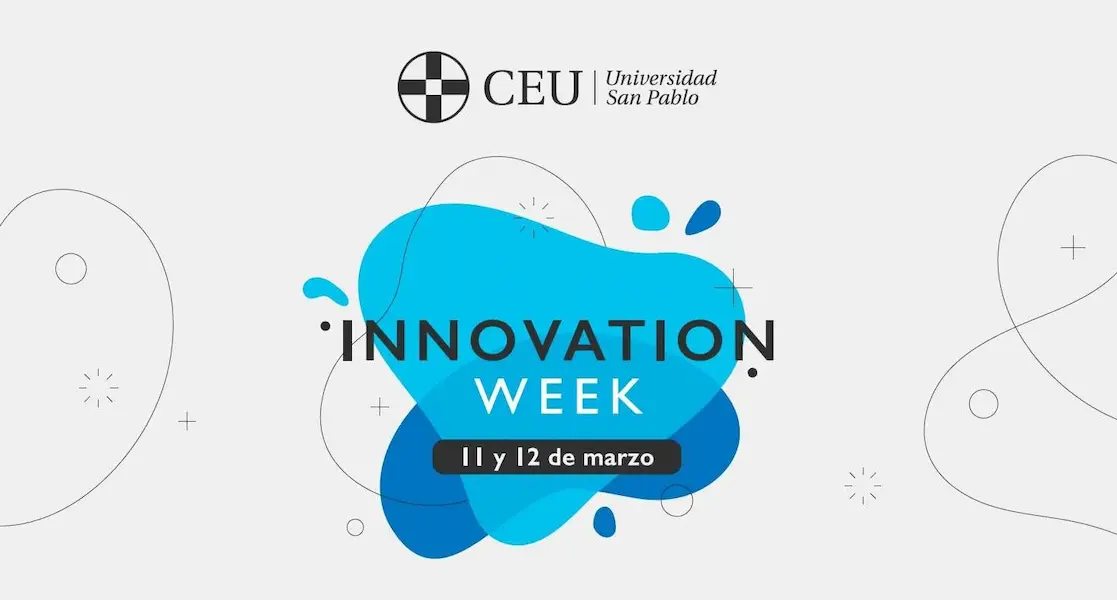 CEU
Universidad
San Pablo
INNOVATION
WEEK
11 y 12 de marzo